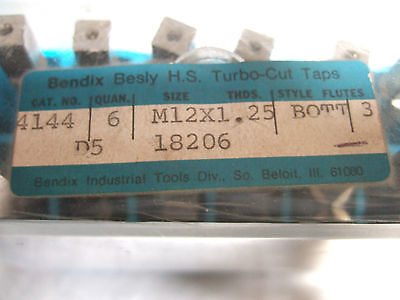 Bendix Besly H.S. Turbo-Cut Taps
CAT. NO. QUAN. SIZE THDS. STYLE FLUTES
4144 6 M12X1.25 BOTT 3
D5 18206
Bendix Industrial Tools Div., So. Beloit, Ill. 61080